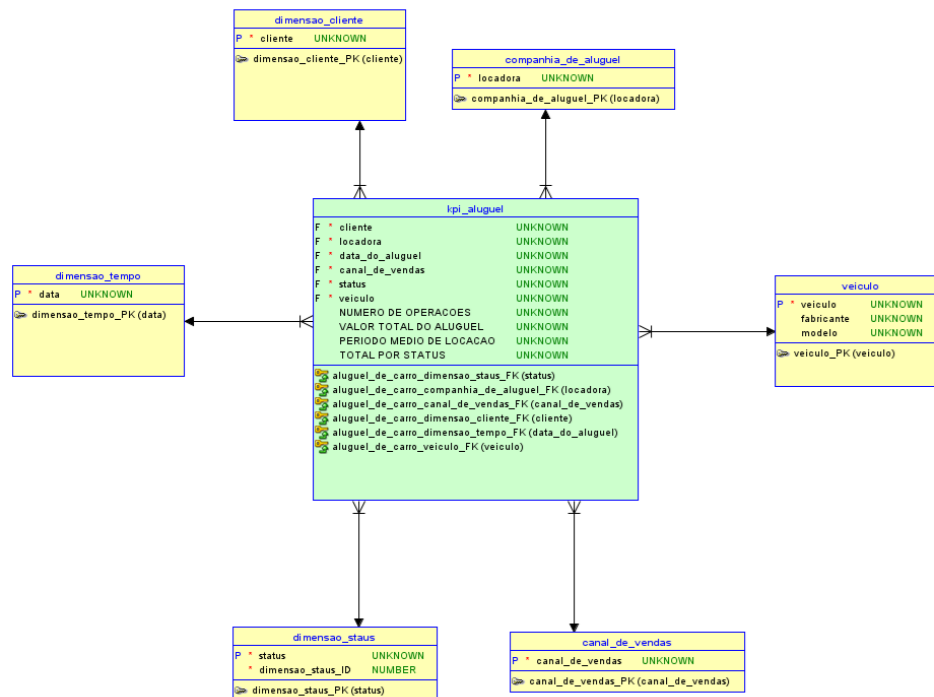 dimensao_cliente
P * cliente UNKNOWN
dimensao_cliente_PK (cliente)
companhia_de_aluguel
P * locadora UNKNOWN
companhia_de_aluguel_PK (locadora)
kpi_aluguel
F * cliente UNKNOWN
F * locadora UNKNOWN
F * data_do_aluguel UNKNOWN
F * canal_de_vendas UNKNOWN
F * status UNKNOWN
F * veiculo UNKNOWN
NUMERO DE OPERACOES UNKNOWN
VALOR TOTAL DO ALUGUEL UNKNOWN
PERIODO MEDIO DE LOCACAO UNKNOWN
TOTAL POR STATUS UNKNOWN
aluguel_de_carro_dimensao_staus_FK (status)
aluguel_de_carro_companhia_de_aluguel_FK (locadora)
aluguel_de_carro_canal_de_vendas_FK (canal_de_vendas)
aluguel_de_carro_dimensao_cliente_FK (cliente)
aluguel_de_carro_dimensao_tempo_FK (data_do_aluguel)
aluguel_de_carro_veiculo_FK (veiculo)
dimensao_tempo
P * data UNKNOWN
dimensao_tempo_PK (data)
veiculo
P * veiculo UNKNOWN
fabricante UNKNOWN
modelo UNKNOWN
veiculo_PK (veiculo)
dimensao_staus
P * status UNKNOWN
* dimensao_staus_ID NUMBER
dimensao_staus_PK (status)
canal_de_vendas
P * canal_de_vendas UNKNOWN
canal_de_vendas_PK (canal_de_vendas)